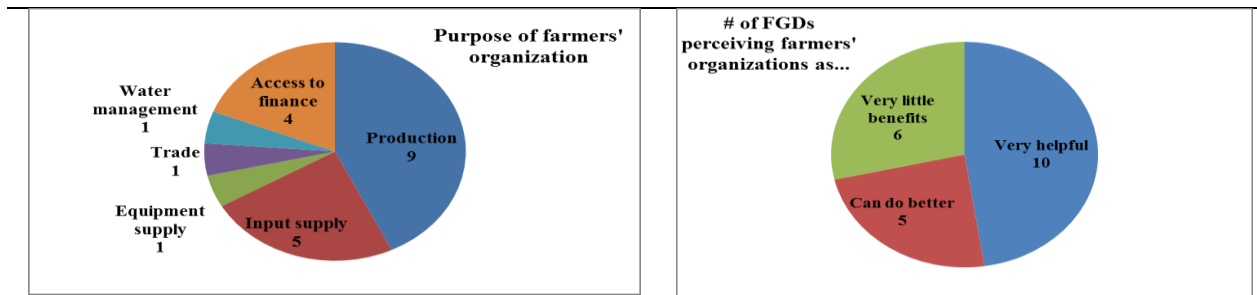 Purpose of farmers'
organization
Access to
finance
4
Water
management
1
Production
9
Trade
1
Equipment
supply
1
Input supply
5
# of FGDs
perceiving farmers'
organizations as...
Very little
benefits
6
Very helpful
10
Can do better
5